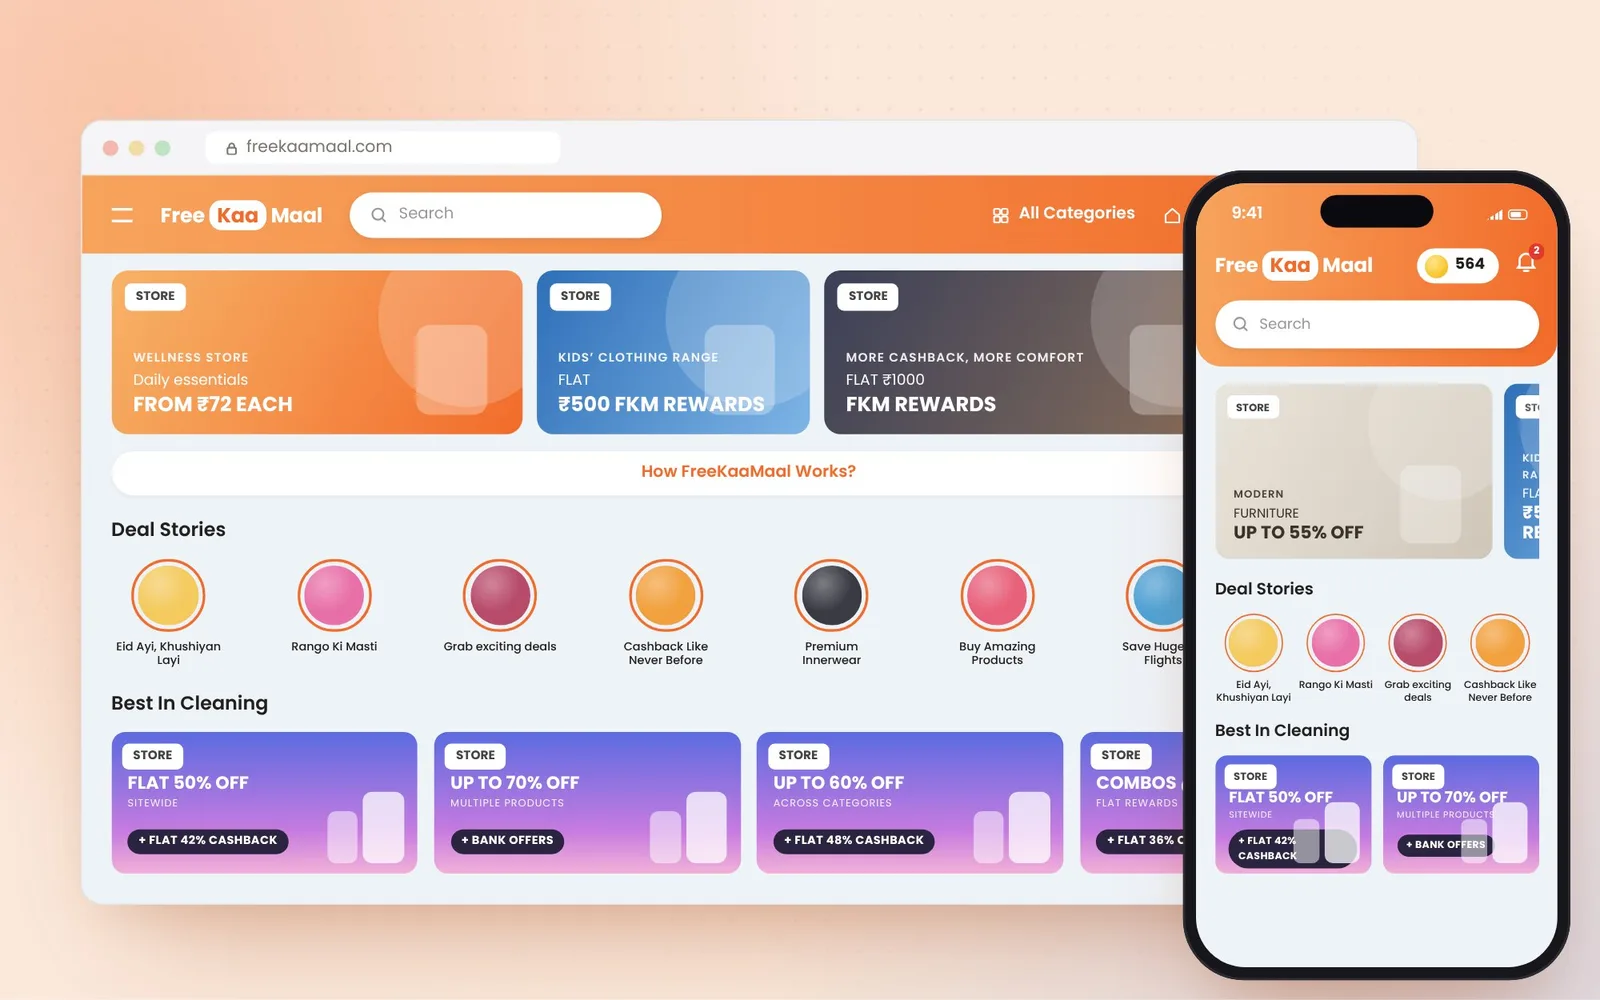 freekaamaal.com
Free Kaa Maal
Search
All Categories
STORE
WELLNESS STORE
Daily essentials
FROM ₹72 EACH
STORE
KIDS' CLOTHING RANGE
FLAT
₹500 FKM REWARDS
STORE
MORE CASHBACK, MORE COMFORT
FLAT ₹1000
FKM REWARDS
How FreeKaaMaal Works?
Deal Stories
Eid Ayi, Khushiyan
Layi
Rango Ki Masti
Grab exciting deals
Cashback Like
Never Before
Premium
Innerwear
Buy Amazing
Products
Save Huge
Flights
Best In Cleaning
STORE
FLAT 50% OFF
SITEWIDE
+ FLAT 42% CASHBACK
STORE
UP TO 70% OFF
MULTIPLE PRODUCTS
+ BANK OFFERS
STORE
UP TO 60% OFF
ACROSS CATEGORIES
+ FLAT 48% CASHBACK
STORE
COMBOS
FLAT REWARDS
+ FLAT 36%
9:41
Free Kaa Maal
564
2
Search
STORE
MODERN
FURNITURE
UP TO 55% OFF
Deal Stories
Eid Ayi,
Khushiyan Layi
Rango Ki Masti
Grab exciting
deals
Cashback Like
Never Before
Best In Cleaning
STORE
FLAT 50% OFF
SITEWIDE
+ FLAT 42%
CASHBACK
STORE
UP TO 70% OFF
MULTIPLE PRODUCTS
+ BANK OFFERS